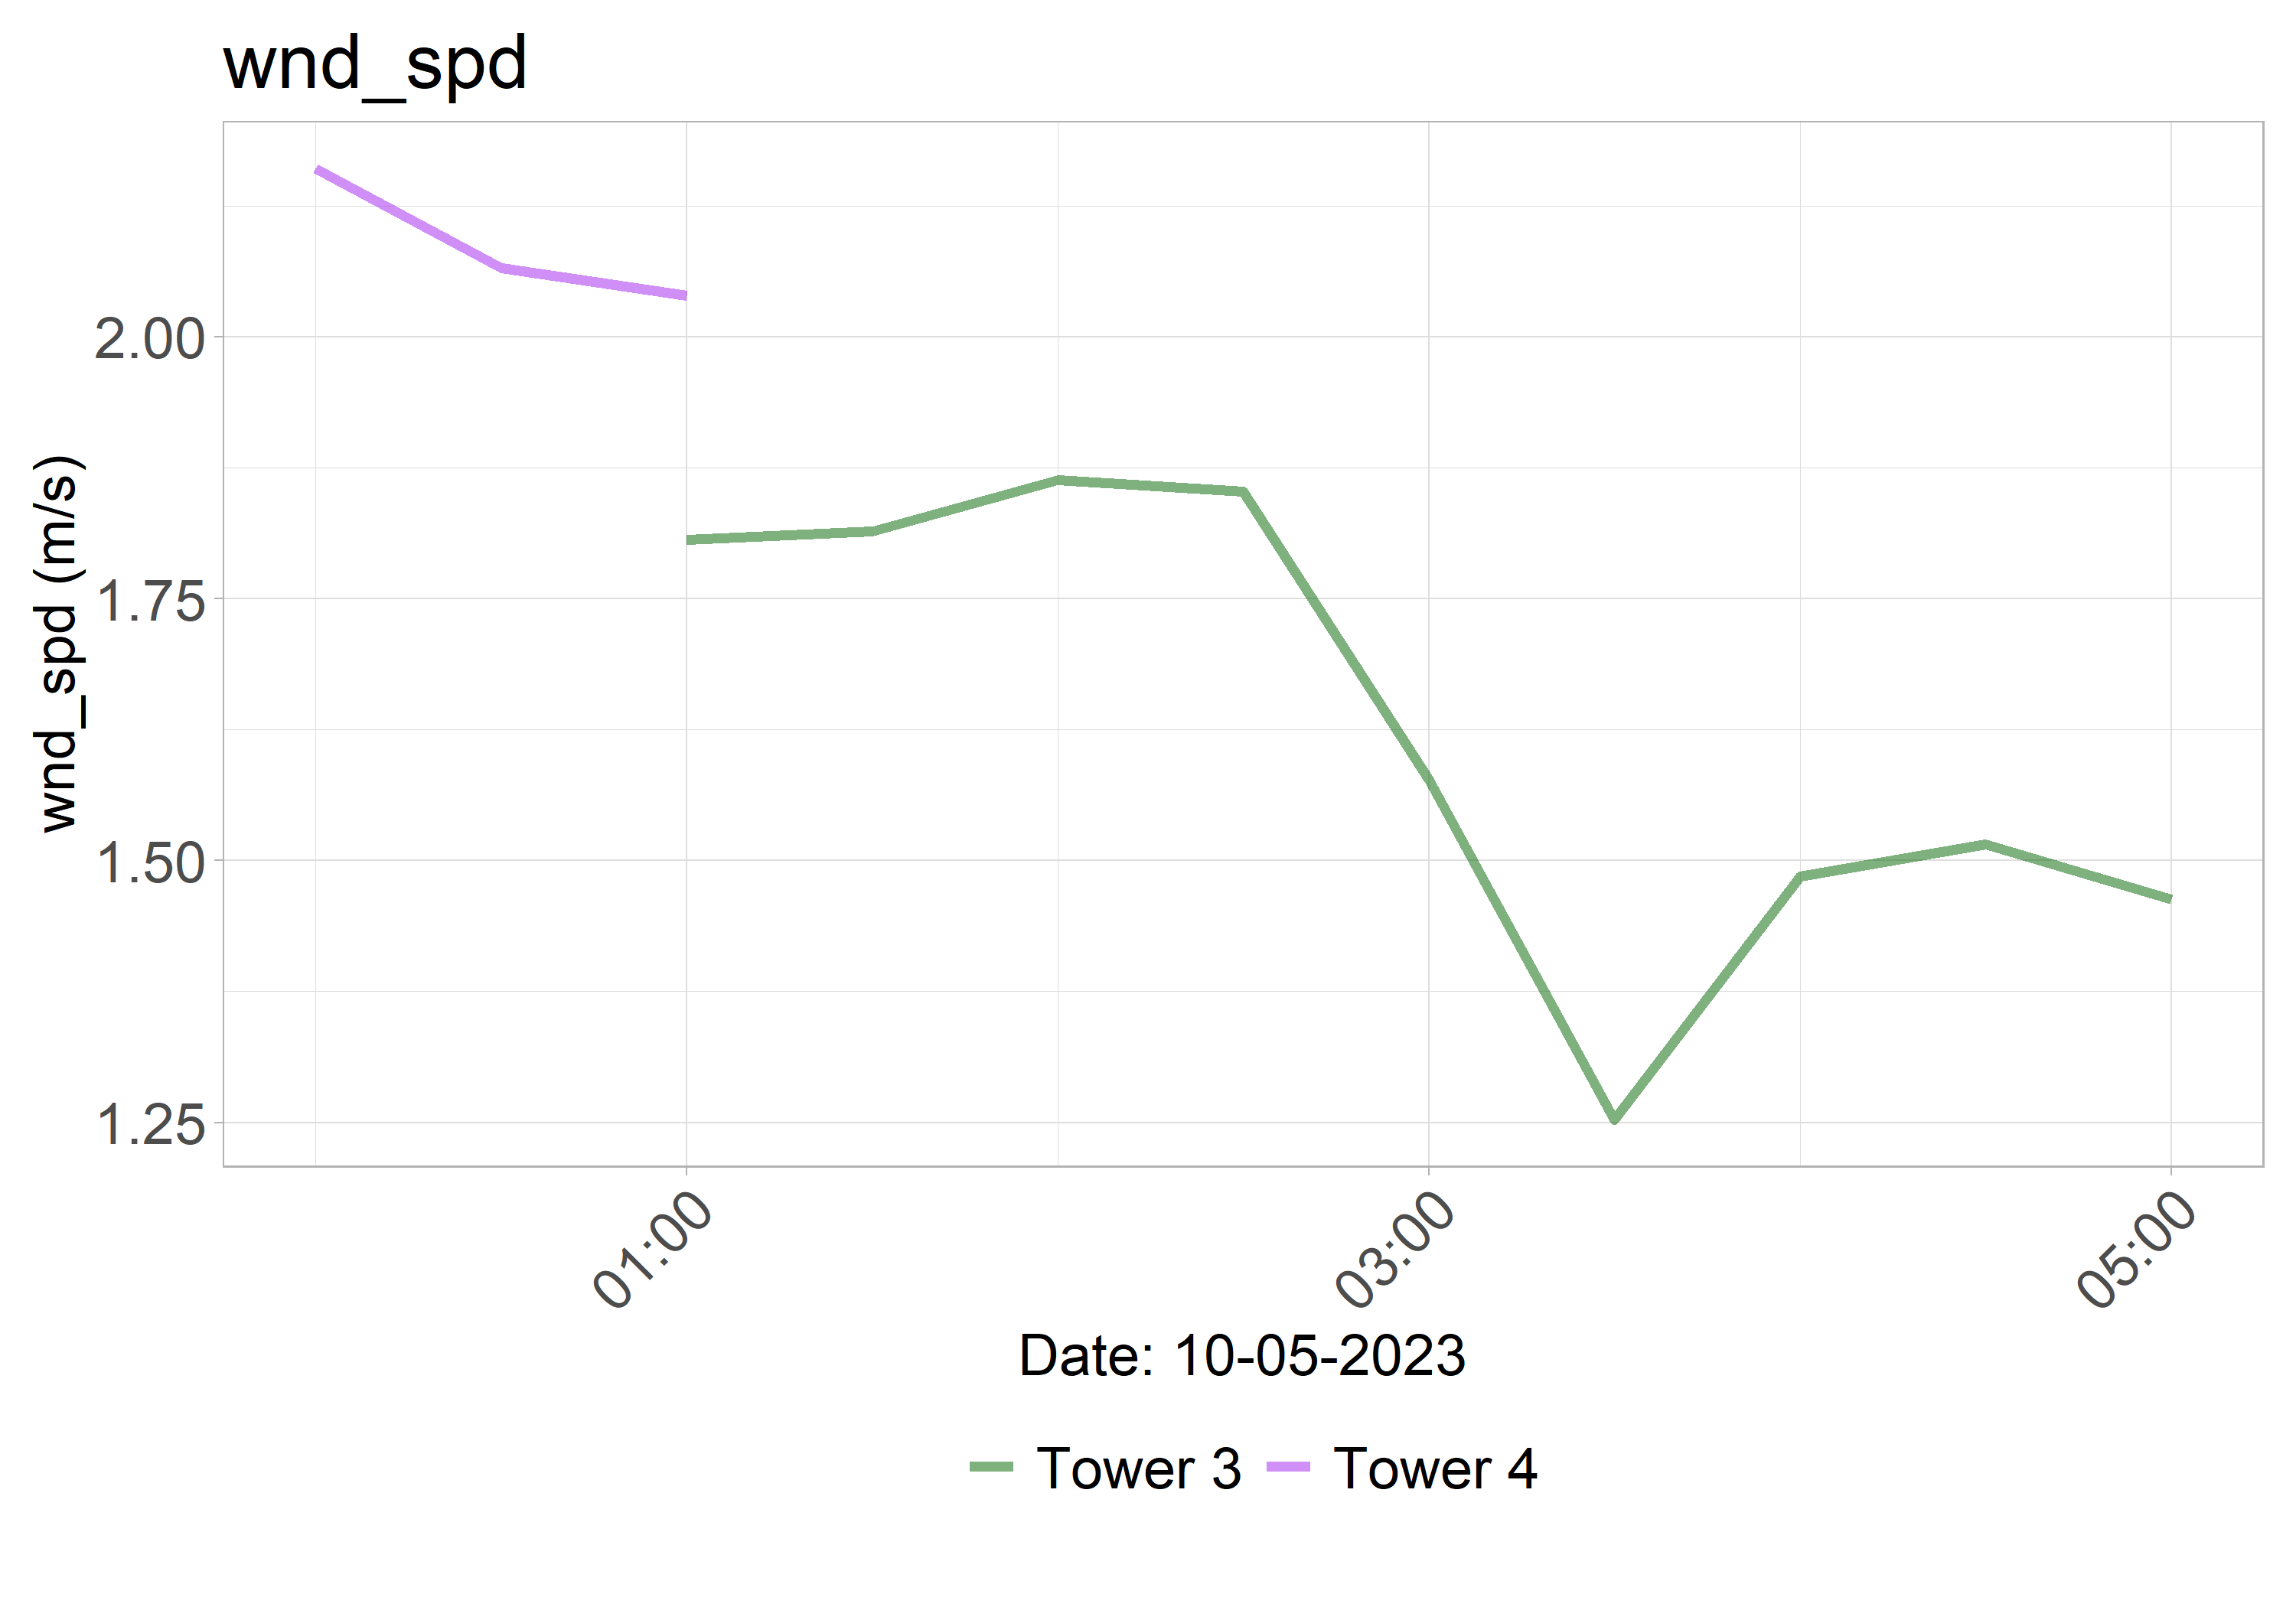 wnd_spd
wnd_spd (m/s)
2.00
1.75
1.50
1.25
01:00
03:00
05:00
Date: 10-05-2023
Tower 3
Tower 4